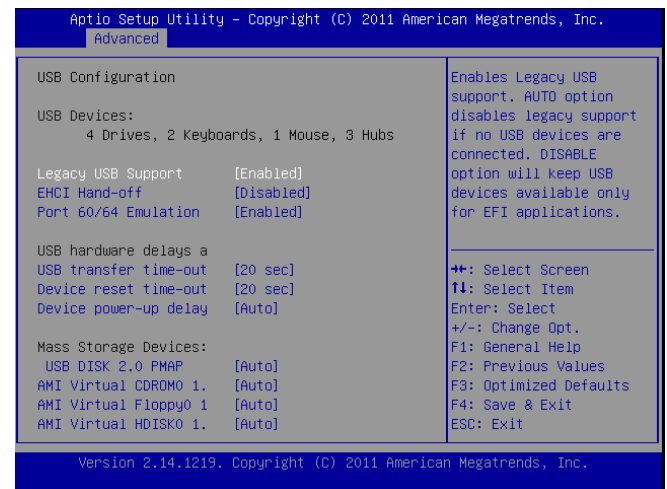 Aptio Setup Utility – Copyright (C) 2011 American Megatrends, Inc.
Advanced
USB Configuration
USB Devices:
4 Drives, 2 Keyboards, 1 Mouse, 3 Hubs
Legacy USB Support [Enabled]
EHCI Hand-off [Disabled]
Port 60/64 Emulation [Enabled]
USB hardware delays a
USB transfer time-out [20 sec]
Device reset time-out [20 sec]
Device power-up delay [Auto]
Mass Storage Devices:
USB DISK 2.0 PMAP [Auto]
AMI Virtual CDROM0 1. [Auto]
AMI Virtual Floppy0 1 [Auto]
AMI Virtual HDISK0 1. [Auto]
Enables Legacy USB
support. AUTO option
disables legacy support
if no USB devices are
connected. DISABLE
option will keep USB
devices available only
for EFI applications.
→←: Select Screen
↑↓: Select Item
Enter: Select
+/-: Change Opt.
F1: General Help
F2: Previous Values
F3: Optimized Defaults
F4: Save & Exit
ESC: Exit
Version 2.14.1219. Copyright (C) 2011 American Megatrends, Inc.